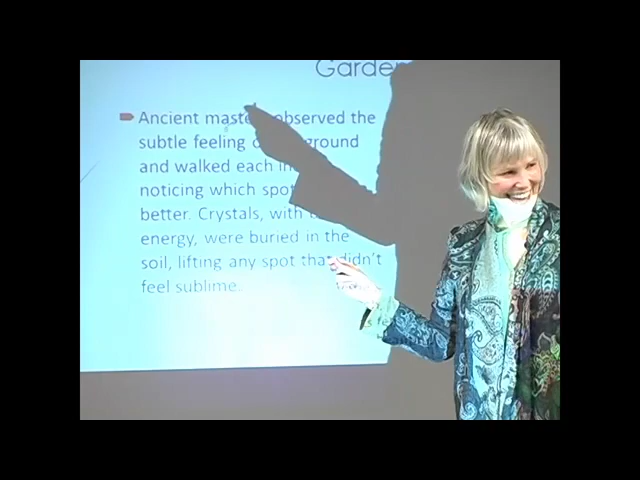 Garden
Ancient masters observed the
subtle feeling ground
and walked each
noticing which spot
better. Crystals, with
energy, were buried in the
soil, lifting any spot that didn't
feel sublime.